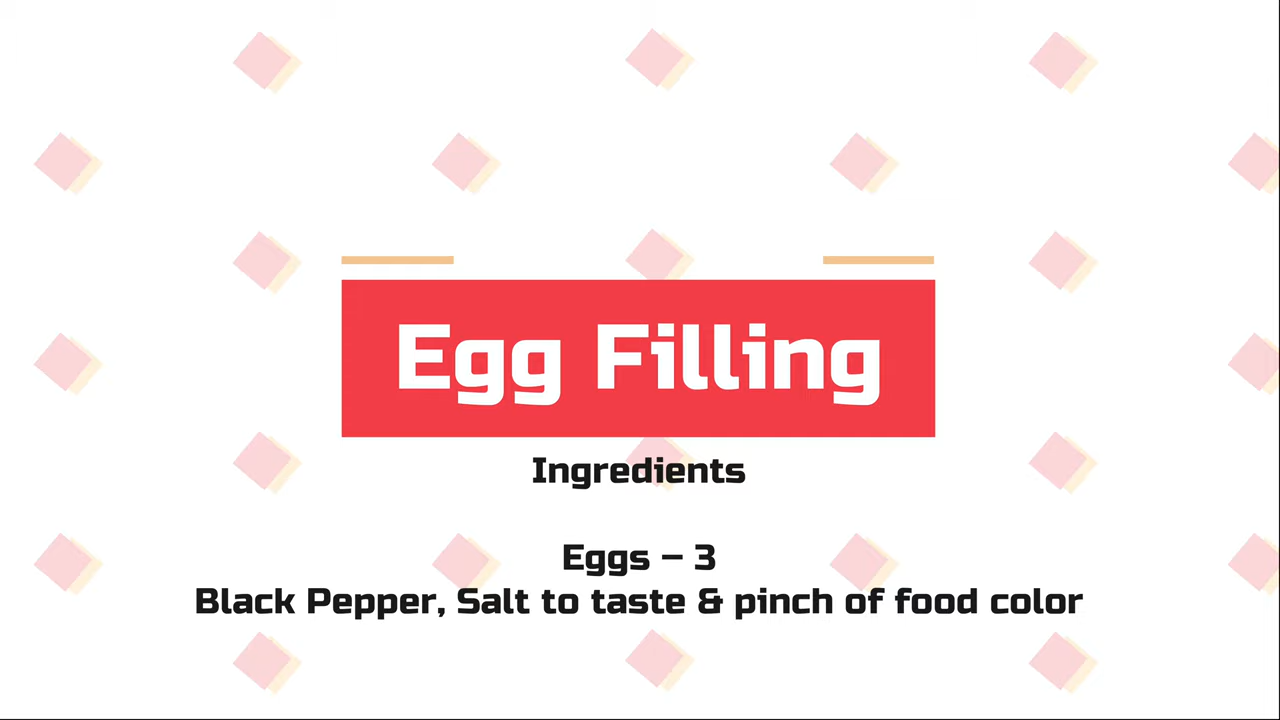 Egg Filling
Ingredients
Eggs – 3
Black Pepper, Salt to taste & pinch of food color